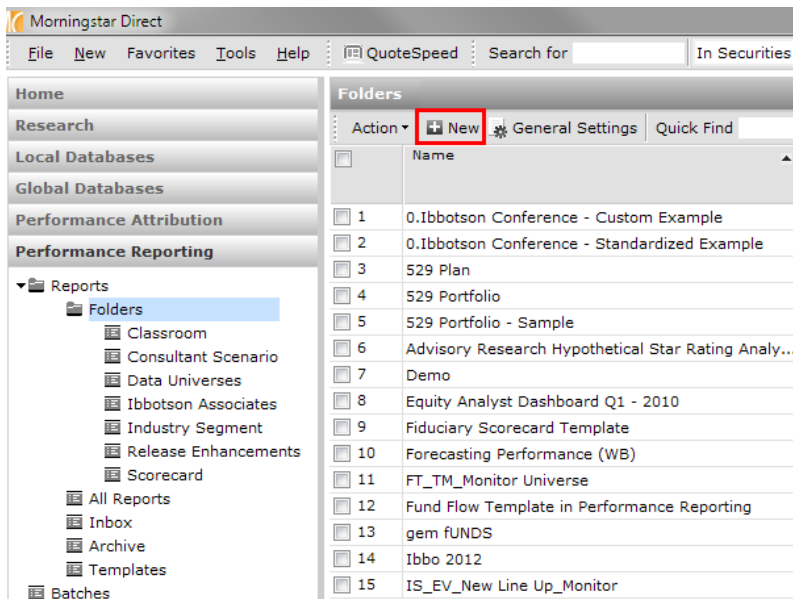 Morningstar Direct
File New Favorites Tools Help QuoteSpeed Search for In Securities
Home
Research
Local Databases
Global Databases
Performance Attribution
Performance Reporting
Reports
Folders
Classroom
Consultant Scenario
Data Universes
Ibbotson Associates
Industry Segment
Release Enhancements
Scorecard
All Reports
Inbox
Archive
Templates
Batches
Folders
Action New General Settings Quick Find
Name
1 0.Ibbotson Conference - Custom Example
2 0.Ibbotson Conference - Standardized Example
3 529 Plan
4 529 Portfolio
5 529 Portfolio - Sample
6 Advisory Research Hypothetical Star Rating Analy...
7 Demo
8 Equity Analyst Dashboard Q1 - 2010
9 Fiduciary Scorecard Template
10 Forecasting Performance (WB)
11 FT_TM_Monitor Universe
12 Fund Flow Template in Performance Reporting
13 gem fUNDS
14 Ibbo 2012
15 IS_EV_New Line Up_Monitor